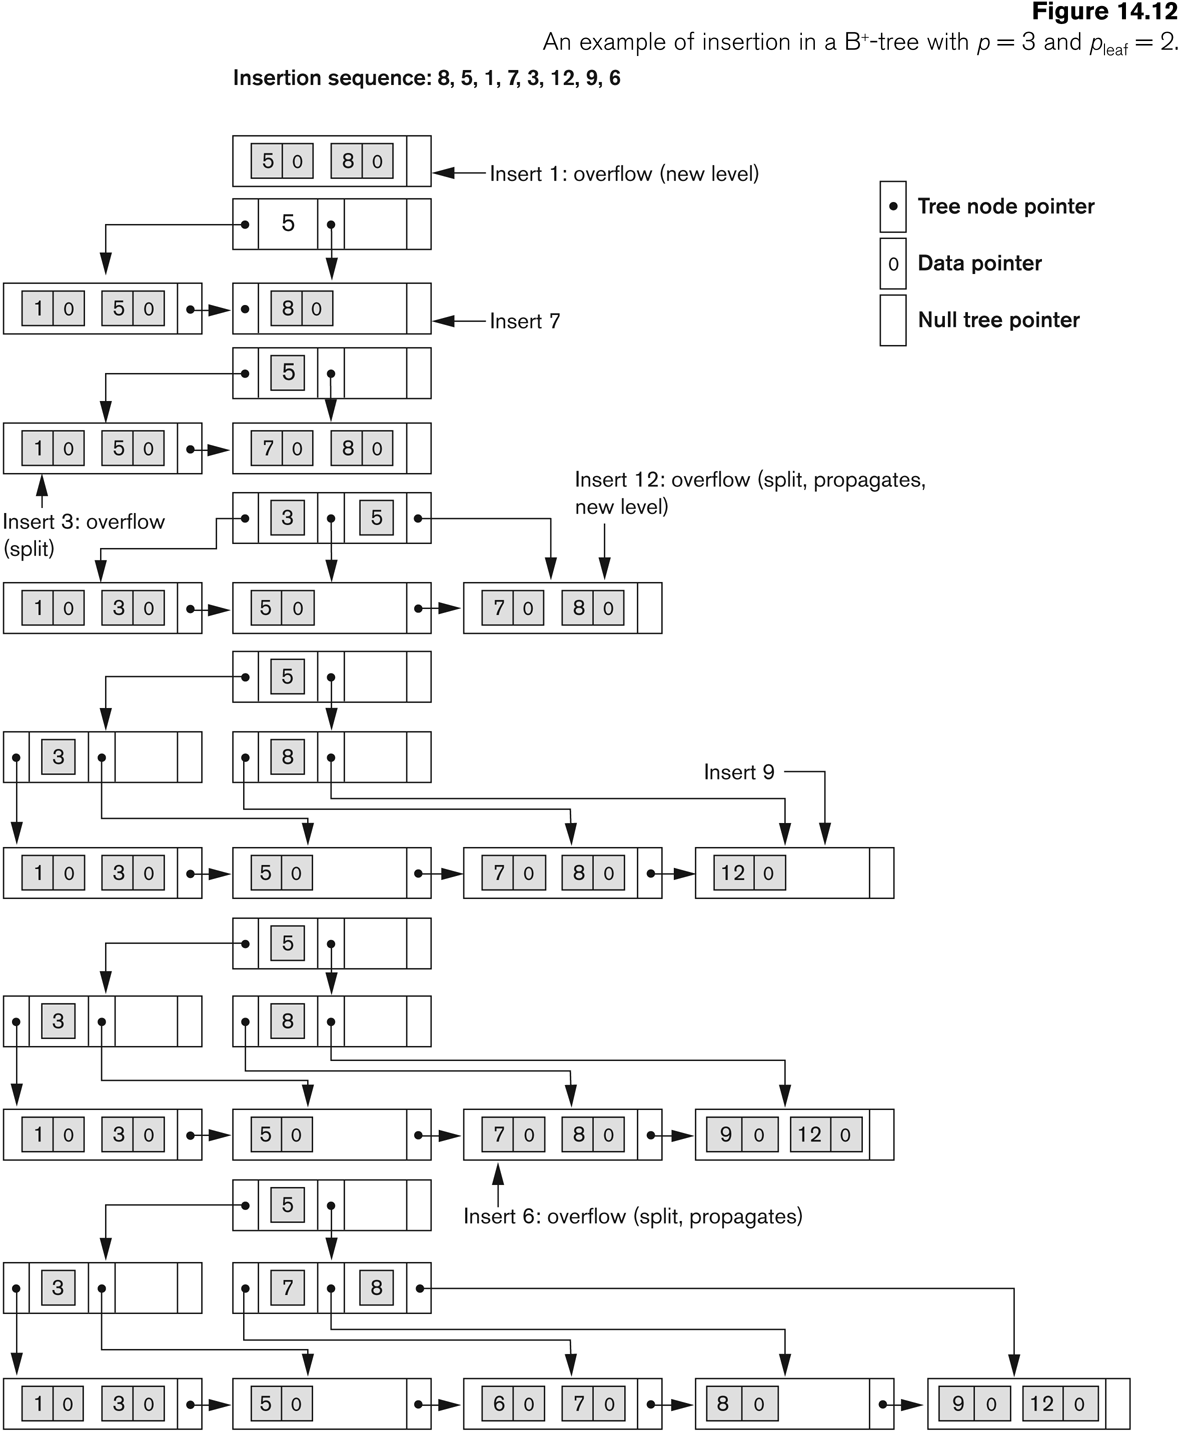 Figure 14.12
An example of insertion in a B+-tree with p = 3 and pleaf = 2.
Insertion sequence: 8, 5, 1, 7, 3, 12, 9, 6
5 0 8 0
Insert 1: overflow (new level)
Tree node pointer
5
0 Data pointer
1 0 5 0 8 0
Insert 7
Null tree pointer
5
1 0 5 0 7 0 8 0
Insert 12: overflow (split, propagates,
new level)
Insert 3: overflow
(split)
3 5
1 0 3 0 5 0 7 0 8 0
5
3 8
Insert 9
1 0 3 0 5 0 7 0 8 0 12 0
5
3 8
1 0 3 0 5 0 7 0 8 0 9 0 12 0
5
Insert 6: overflow (split, propagates)
3 7 8
1 0 3 0 5 0 6 0 7 0 8 0 9 0 12 0